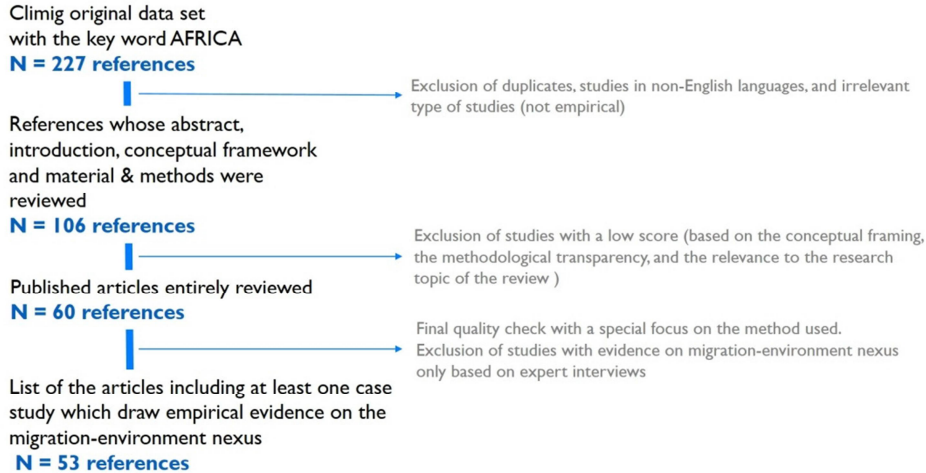 Climig original data set
with the key word AFRICA
N = 227 references
Exclusion of duplicates, studies in non-English languages, and irrelevant
type of studies (not empirical)
References whose abstract,
introduction, conceptual framework
and material & methods were
reviewed
N = 106 references
Exclusion of studies with a low score (based on the conceptual framing,
the methodological transparency, and the relevance to the research
topic of the review )
Published articles entirely reviewed
N = 60 references
Final quality check with a special focus on the method used.
Exclusion of studies with evidence on migration-environment nexus
only based on expert interviews
List of the articles including at least one case
study which draw empirical evidence on the
migration-environment nexus
N = 53 references